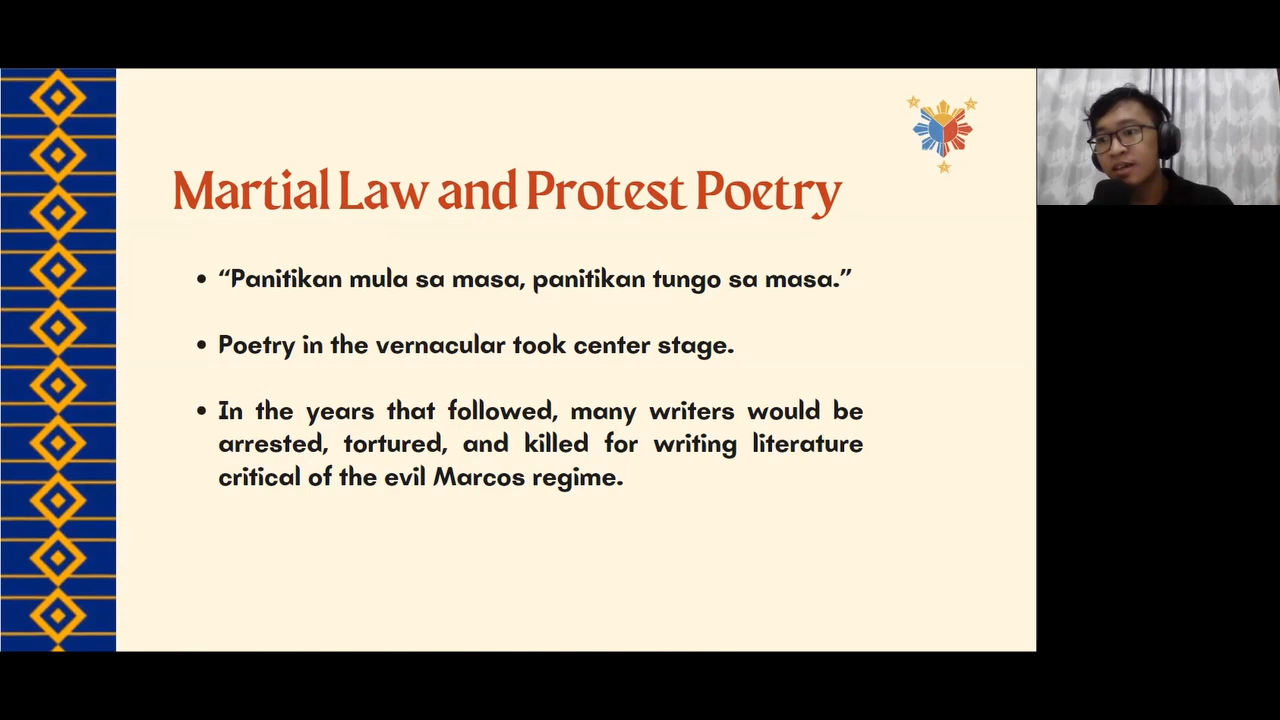 Martial Law and Protest Poetry
• “Panitikan mula sa masa, panitikan tungo sa masa.”
• Poetry in the vernacular took center stage.
• In the years that followed, many writers would be
arrested, tortured, and killed for writing literature
critical of the evil Marcos regime.